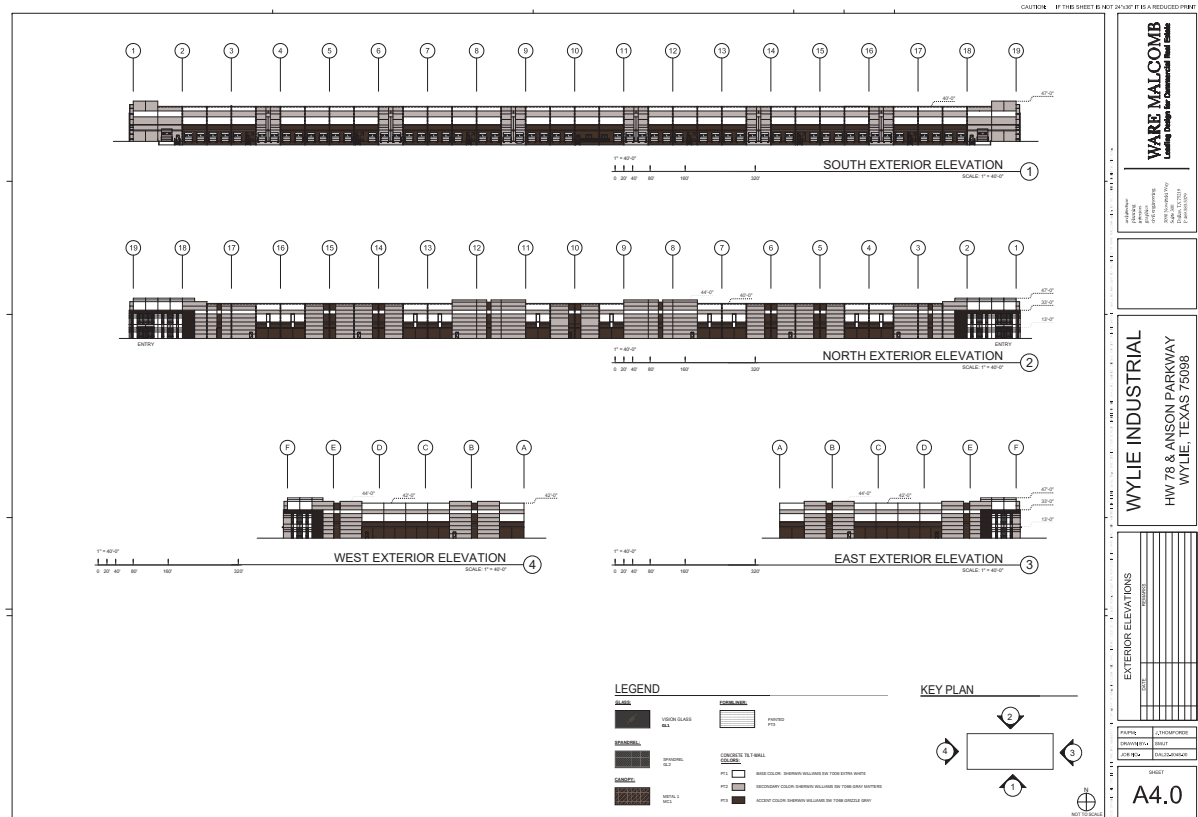 CAUTION: IF THIS SHEET IS NOT 24"x36" IT IS A REDUCED PRINT
1 2 3 4 5 6 7 8 9 10 11 12 13 14 15 16 17 18 19
40'-0"
47'-0"
1" = 40'-0"
0 20' 40' 80' 160' 320'
SOUTH EXTERIOR ELEVATION
SCALE: 1" = 40'-0"
1
19 18 17 16 15 14 13 12 11 10 9 8 7 6 5 4 3 2 1
44'-0"
40'-0"
47'-0"
33'-0"
13'-0"
ENTRY
ENTRY
1" = 40'-0"
0 20' 40' 80' 160' 320'
NORTH EXTERIOR ELEVATION
SCALE: 1" = 40'-0"
2
F E D C B A
44'-0"
42'-0"
42'-0"
1" = 40'-0"
0 20' 40' 80' 160' 320'
WEST EXTERIOR ELEVATION
SCALE: 1" = 40'-0"
4
A B C D E F
44'-0"
42'-0"
47'-0"
33'-0"
13'-0"
1" = 40'-0"
0 20' 40' 80' 160' 320'
EAST EXTERIOR ELEVATION
SCALE: 1" = 40'-0"
3
LEGEND
GLASS:
VISION GLASS
GL1
SPANDREL:
SPANDREL
GL2
CANOPY:
METAL 1
MC1
FORMLINER:
PAINTED
CONCRETE TILT-WALL
COLORS:
PT1 BASE COLOR: SHERWIN WILLIAMS SW 7006 EXTRA WHITE
PT2 SECONDARY COLOR: SHERWIN WILLIAMS SW 7066 GRAY MATTERS
PT3 ACCENT COLOR: SHERWIN WILLIAMS SW 7068 GRIZZLE GRAY
KEY PLAN
2
4
3
1
N
NOT TO SCALE
WARE MALCOMB
Leading Design for Commercial Real Estate
architecture
planning
interiors
graphics
civil engineering
WYLIE INDUSTRIAL
HW 78 & ANSON PARKWAY
WYLIE, TEXAS 75098
EXTERIOR ELEVATIONS
REMARKS
DATE
PA/PM: J.THOMFORDE
DRAWN BY:
JOB NO.:
SHEET
A4.0